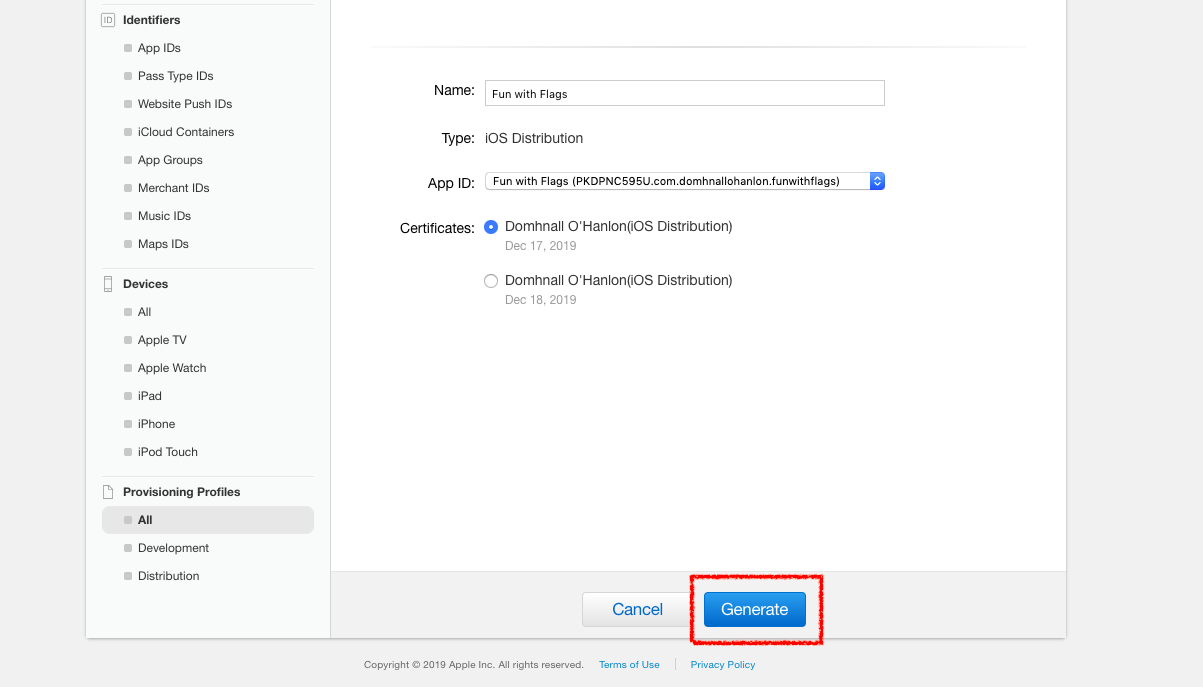 ID Identifiers
App IDs
Pass Type IDs
Website Push IDs
iCloud Containers
App Groups
Merchant IDs
Music IDs
Maps IDs
Devices
All
Apple TV
Apple Watch
iPad
iPhone
iPod Touch
Provisioning Profiles
All
Development
Distribution
Name: Fun with Flags
Type: iOS Distribution
App ID: Fun with Flags (PKDPNC595U.com.domhnallohanlon.funwithflags)
Certificates: Domhnall O'Hanlon(iOS Distribution)
Dec 17, 2019
Domhnall O'Hanlon(iOS Distribution)
Dec 18, 2019
Cancel Generate
Copyright © 2019 Apple Inc. All rights reserved. Terms of Use Privacy Policy